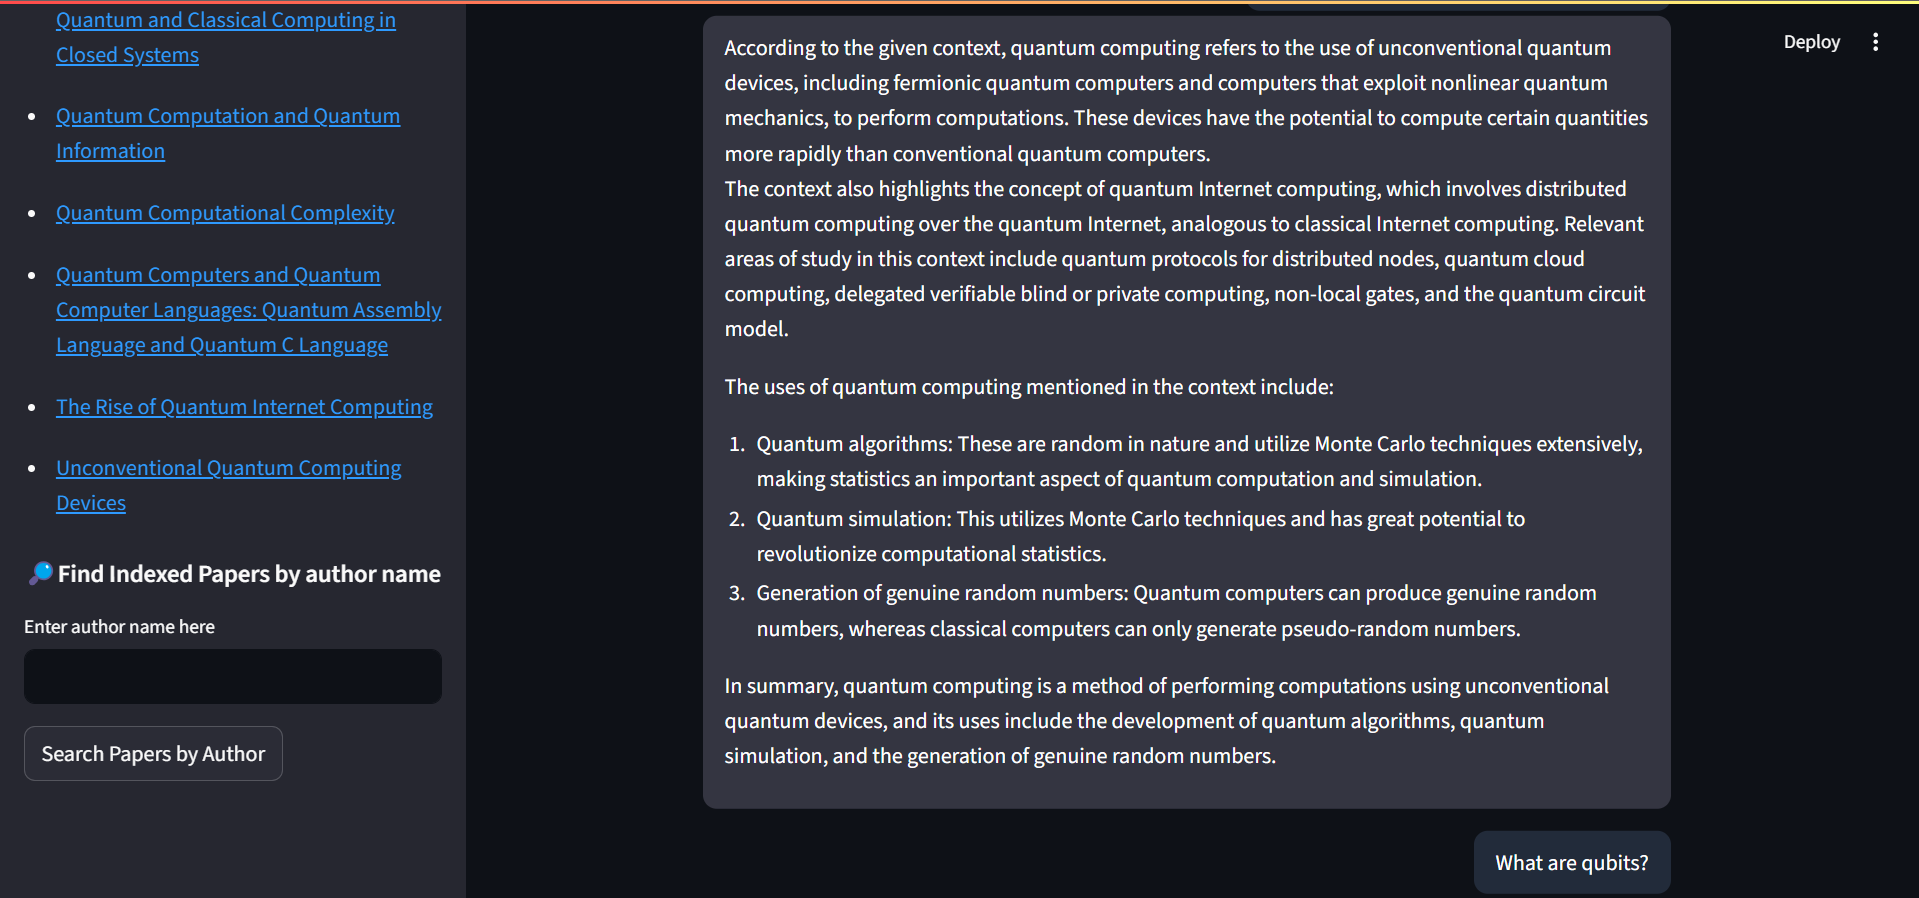 Quantum and Classical Computing in
Closed Systems
Quantum Computation and Quantum
Information
Quantum Computational Complexity
Quantum Computers and Quantum
Computer Languages: Quantum Assembly
Language and Quantum C Language
The Rise of Quantum Internet Computing
Unconventional Quantum Computing
Devices
Find Indexed Papers by author name
Enter author name here
Search Papers by Author
According to the given context, quantum computing refers to the use of unconventional quantum
devices, including fermionic quantum computers and computers that exploit nonlinear quantum
mechanics, to perform computations. These devices have the potential to compute certain quantities
more rapidly than conventional quantum computers.
The context also highlights the concept of quantum Internet computing, which involves distributed
quantum computing over the quantum Internet, analogous to classical Internet computing. Relevant
areas of study in this context include quantum protocols for distributed nodes, quantum cloud
computing, delegated verifiable blind or private computing, non-local gates, and the quantum circuit
model.
The uses of quantum computing mentioned in the context include:
1. Quantum algorithms: These are random in nature and utilize Monte Carlo techniques extensively,
making statistics an important aspect of quantum computation and simulation.
2. Quantum simulation: This utilizes Monte Carlo techniques and has great potential to
revolutionize computational statistics.
3. Generation of genuine random numbers: Quantum computers can produce genuine random
numbers, whereas classical computers can only generate pseudo-random numbers.
In summary, quantum computing is a method of performing computations using unconventional
quantum devices, and its uses include the development of quantum algorithms, quantum
simulation, and the generation of genuine random numbers.
What are qubits?
Deploy